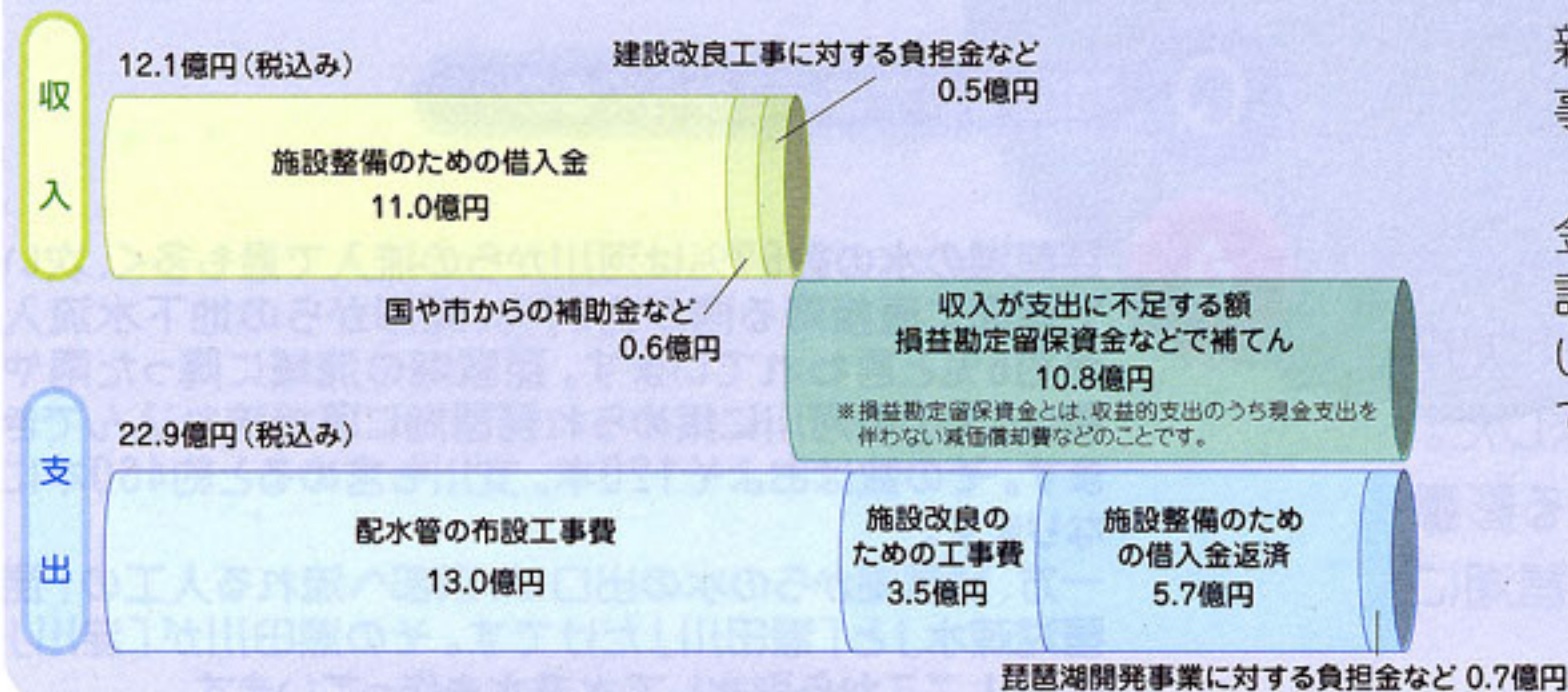 収入
12.1億円(税込み)
建設改良工事に対する負担金など
0.5億円
施設整備のための借入金
11.0億円
国や市からの補助金など
0.6億円
収入が支出に不足する額
損益勘定留保資金などで補てん
10.8億円
※損益勘定留保資金とは、収益的支出のうち現金支出を
伴わない減価償却費などのことです。
支出
22.9億円(税込み)
配水管の布設工事費
13.0億円
施設改良の
ための工事費
3.5億円
施設整備のため
の借入金返済
5.7億円
琵琶湖開発事業に対する負担金など 0.7億円